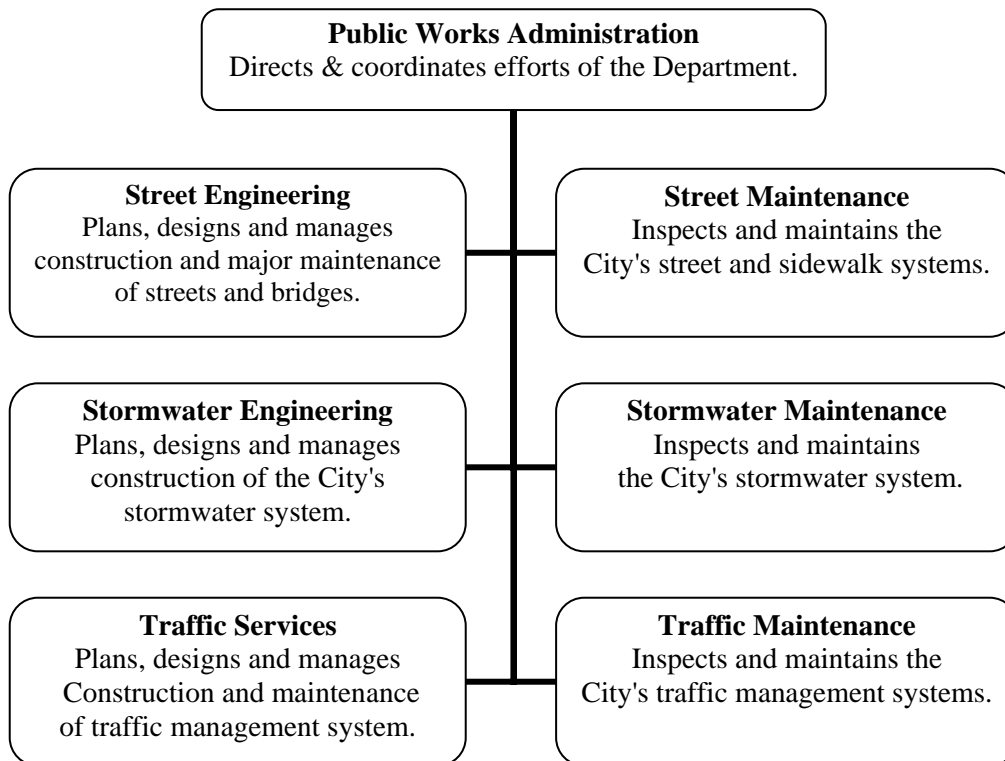 Public Works Administration
Directs & coordinates efforts of the Department.
Street Engineering
Plans, designs and manages
construction and major maintenance
of streets and bridges.
Street Maintenance
Inspects and maintains the
City's street and sidewalk systems.
Stormwater Engineering
Plans, designs and manages
construction of the City's
stormwater system.
Stormwater Maintenance
Inspects and maintains
the City's stormwater system.
Traffic Services
Plans, designs and manages
Construction and maintenance
of traffic management system.
Traffic Maintenance
Inspects and maintains the
City's traffic management systems.